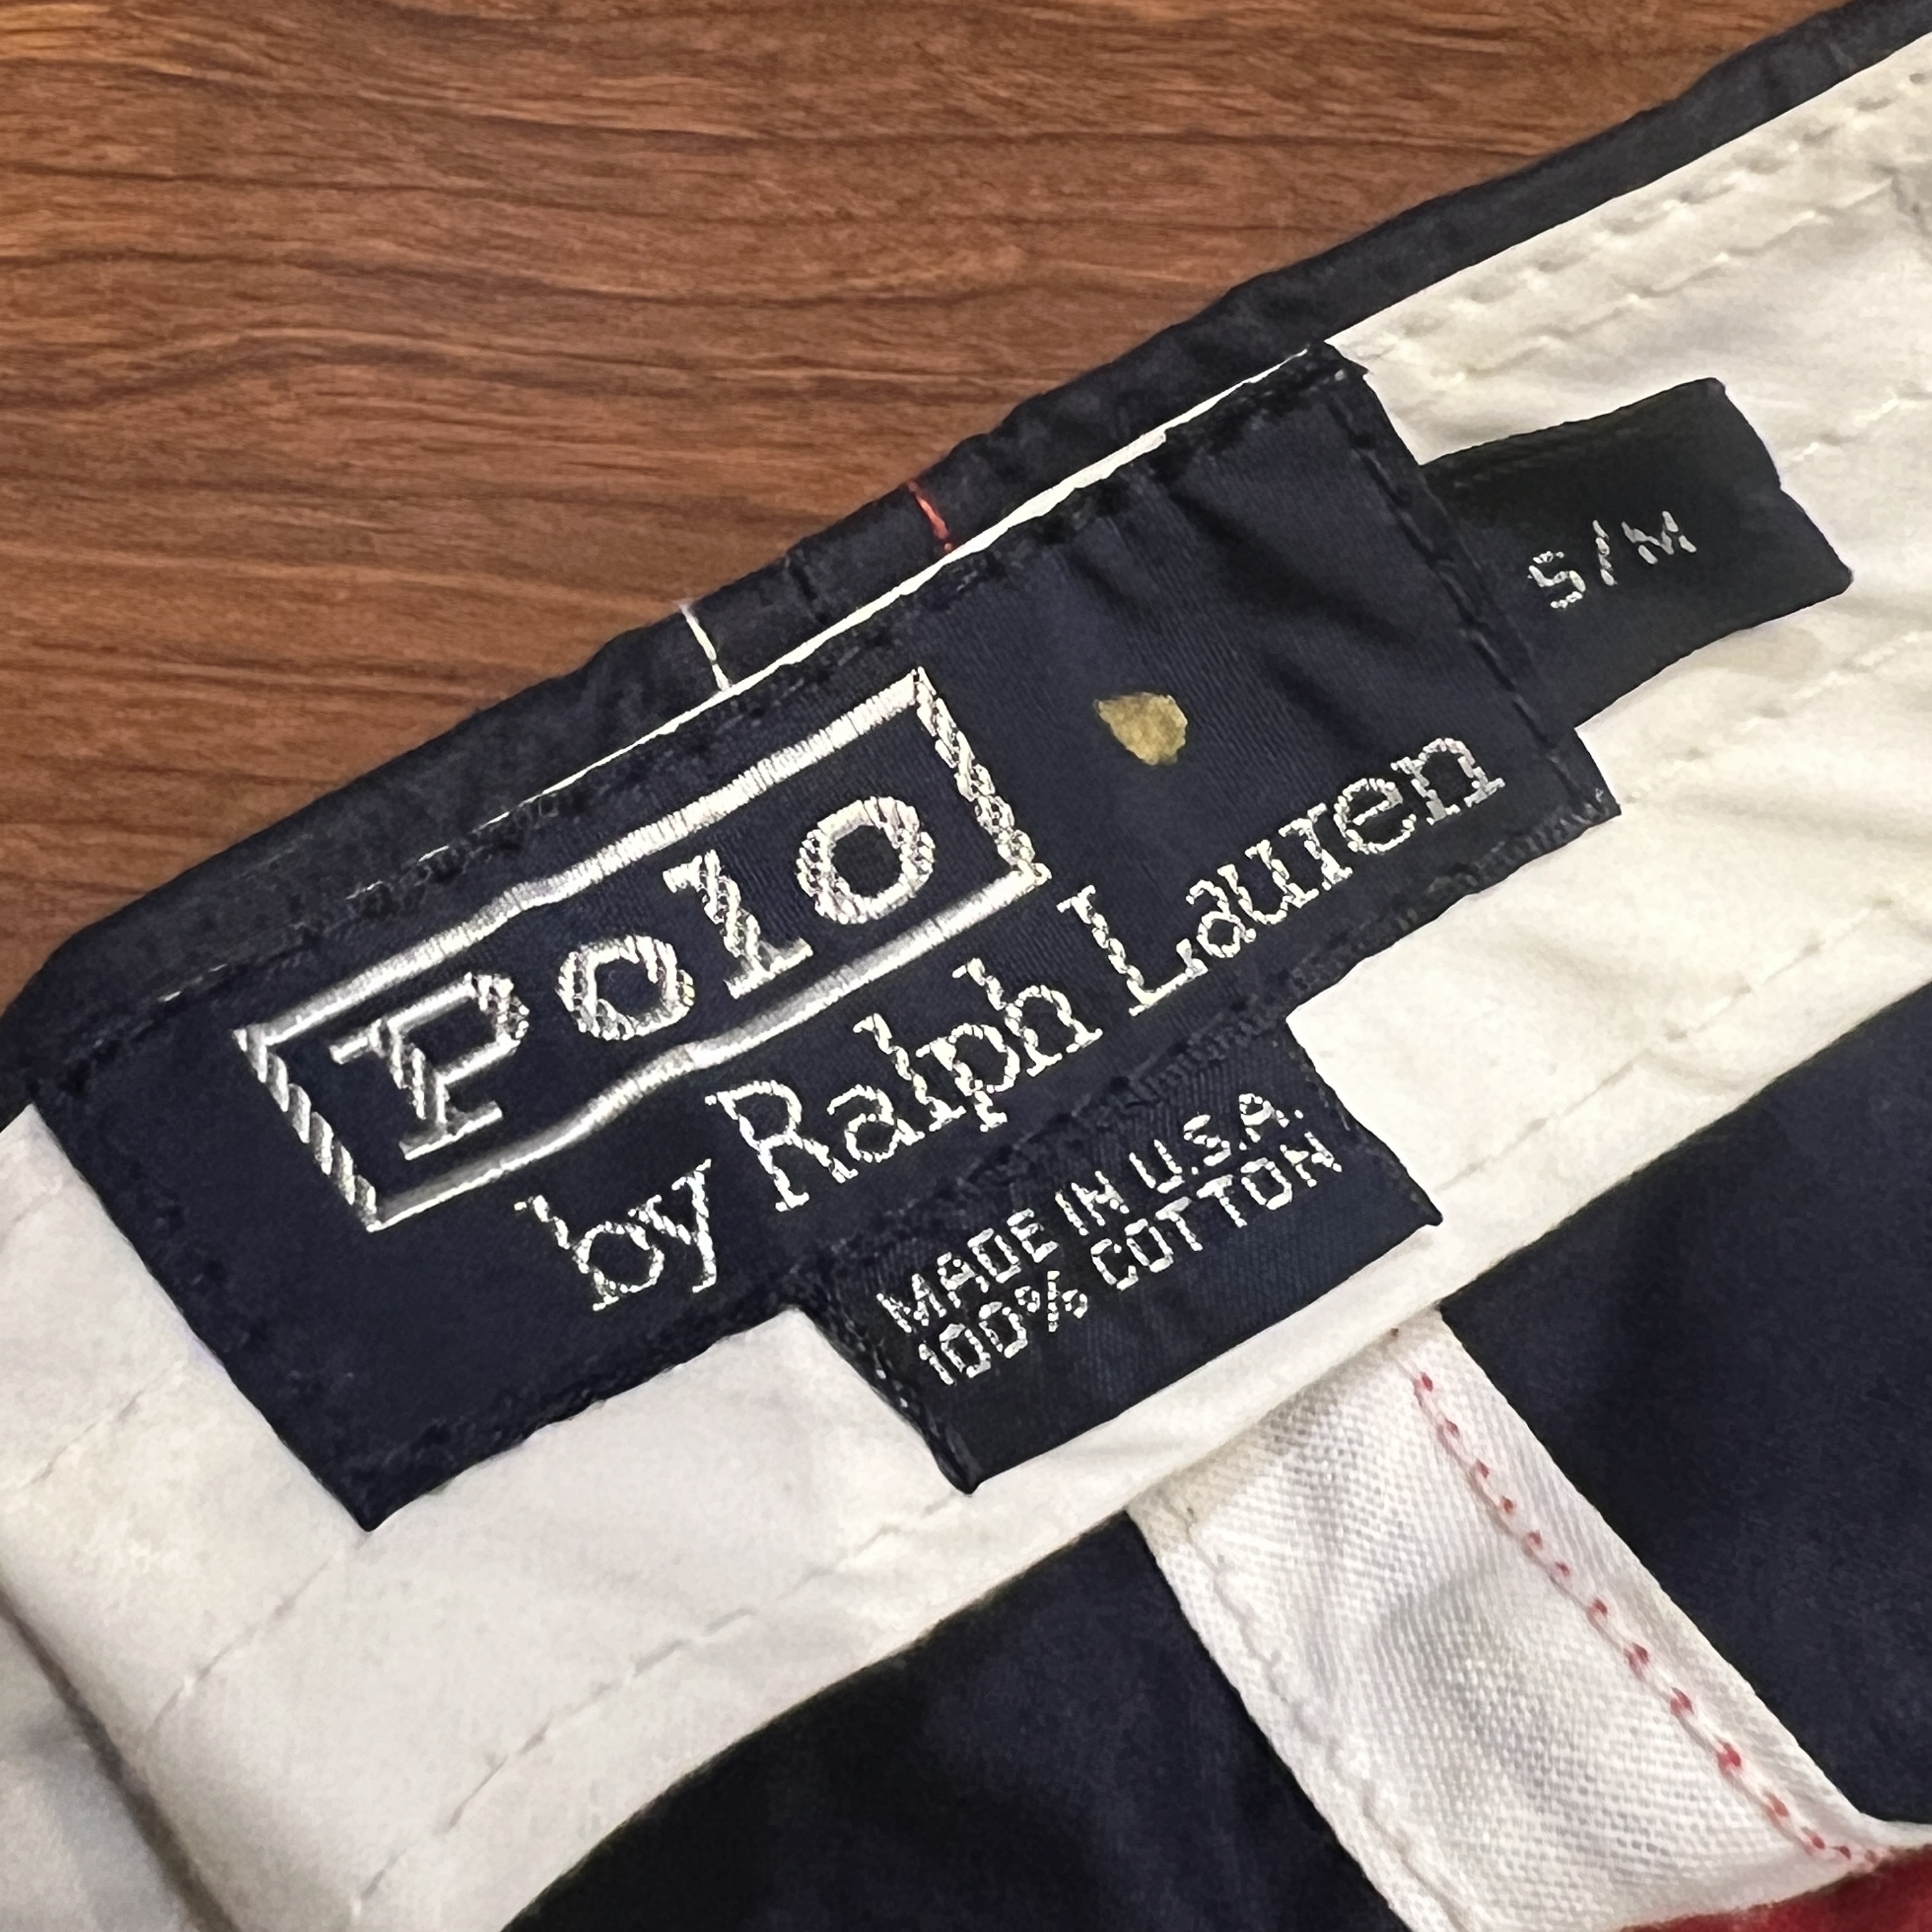 Polo
by Ralph Lauren
S/M
MADE IN U.S.A.
100% COTTON